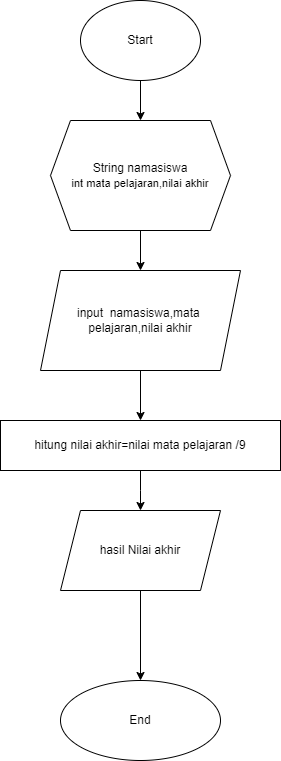 Start
String namasiswa
int mata pelajaran,nilai akhir
input namasiswa,mata
pelajaran,nilai akhir
hitung nilai akhir=nilai mata pelajaran /9
hasil Nilai akhir
End